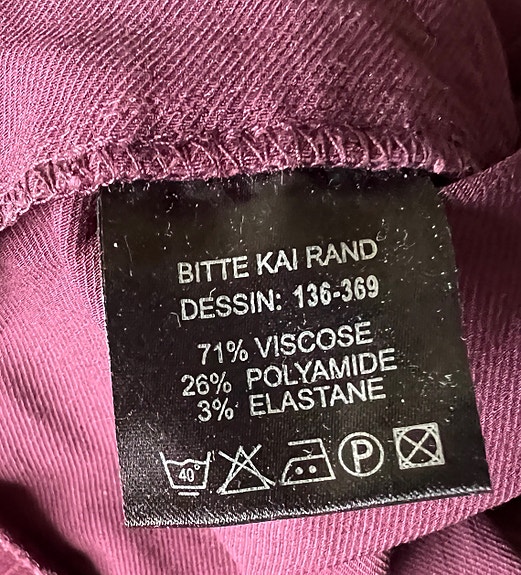 BITTE KAI RAND
DESSIN: 136-369
71% VISCOSE
26% POLYAMIDE
3% ELASTANE
40° P